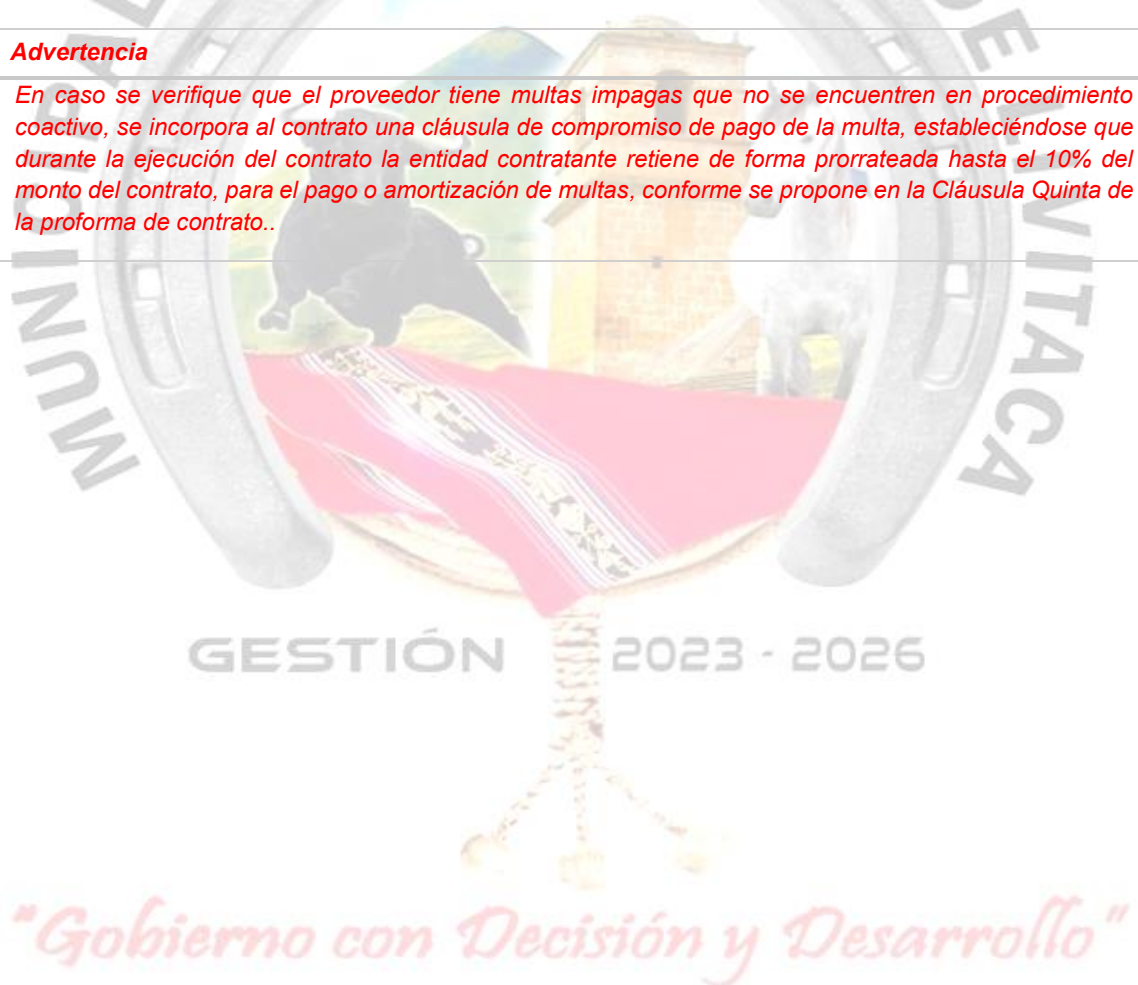 Advertencia
En caso se verifique que el proveedor tiene multas impagas que no se encuentren en procedimiento
coactivo, se incorpora al contrato una cláusula de compromiso de pago de la multa, estableciéndose que
durante la ejecución del contrato la entidad contratante retiene de forma prorrateada hasta el 10% del
monto del contrato, para el pago o amortización de multas, conforme se propone en la Cláusula Quinta de
la proforma de contrato..
GESTIÓN 2023 - 2026
"Gobierno con Decisión y Desarrollo"